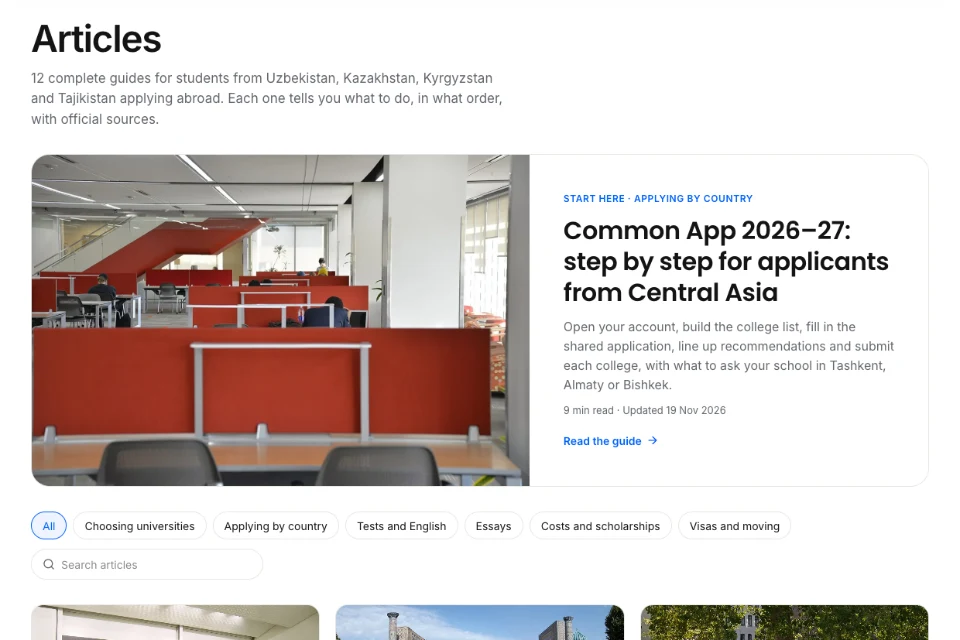 Articles
12 complete guides for students from Uzbekistan, Kazakhstan, Kyrgyzstan
and Tajikistan applying abroad. Each one tells you what to do, in what order,
with official sources.
START HERE · APPLYING BY COUNTRY
Common App 2026–27:
step by step for applicants
from Central Asia
Open your account, build the college list, fill in the
shared application, line up recommendations and submit
each college, with what to ask your school in Tashkent,
Almaty or Bishkek.
9 min read · Updated 19 Nov 2026
Read the guide →
All
Choosing universities
Applying by country
Tests and English
Essays
Costs and scholarships
Visas and moving
Search articles